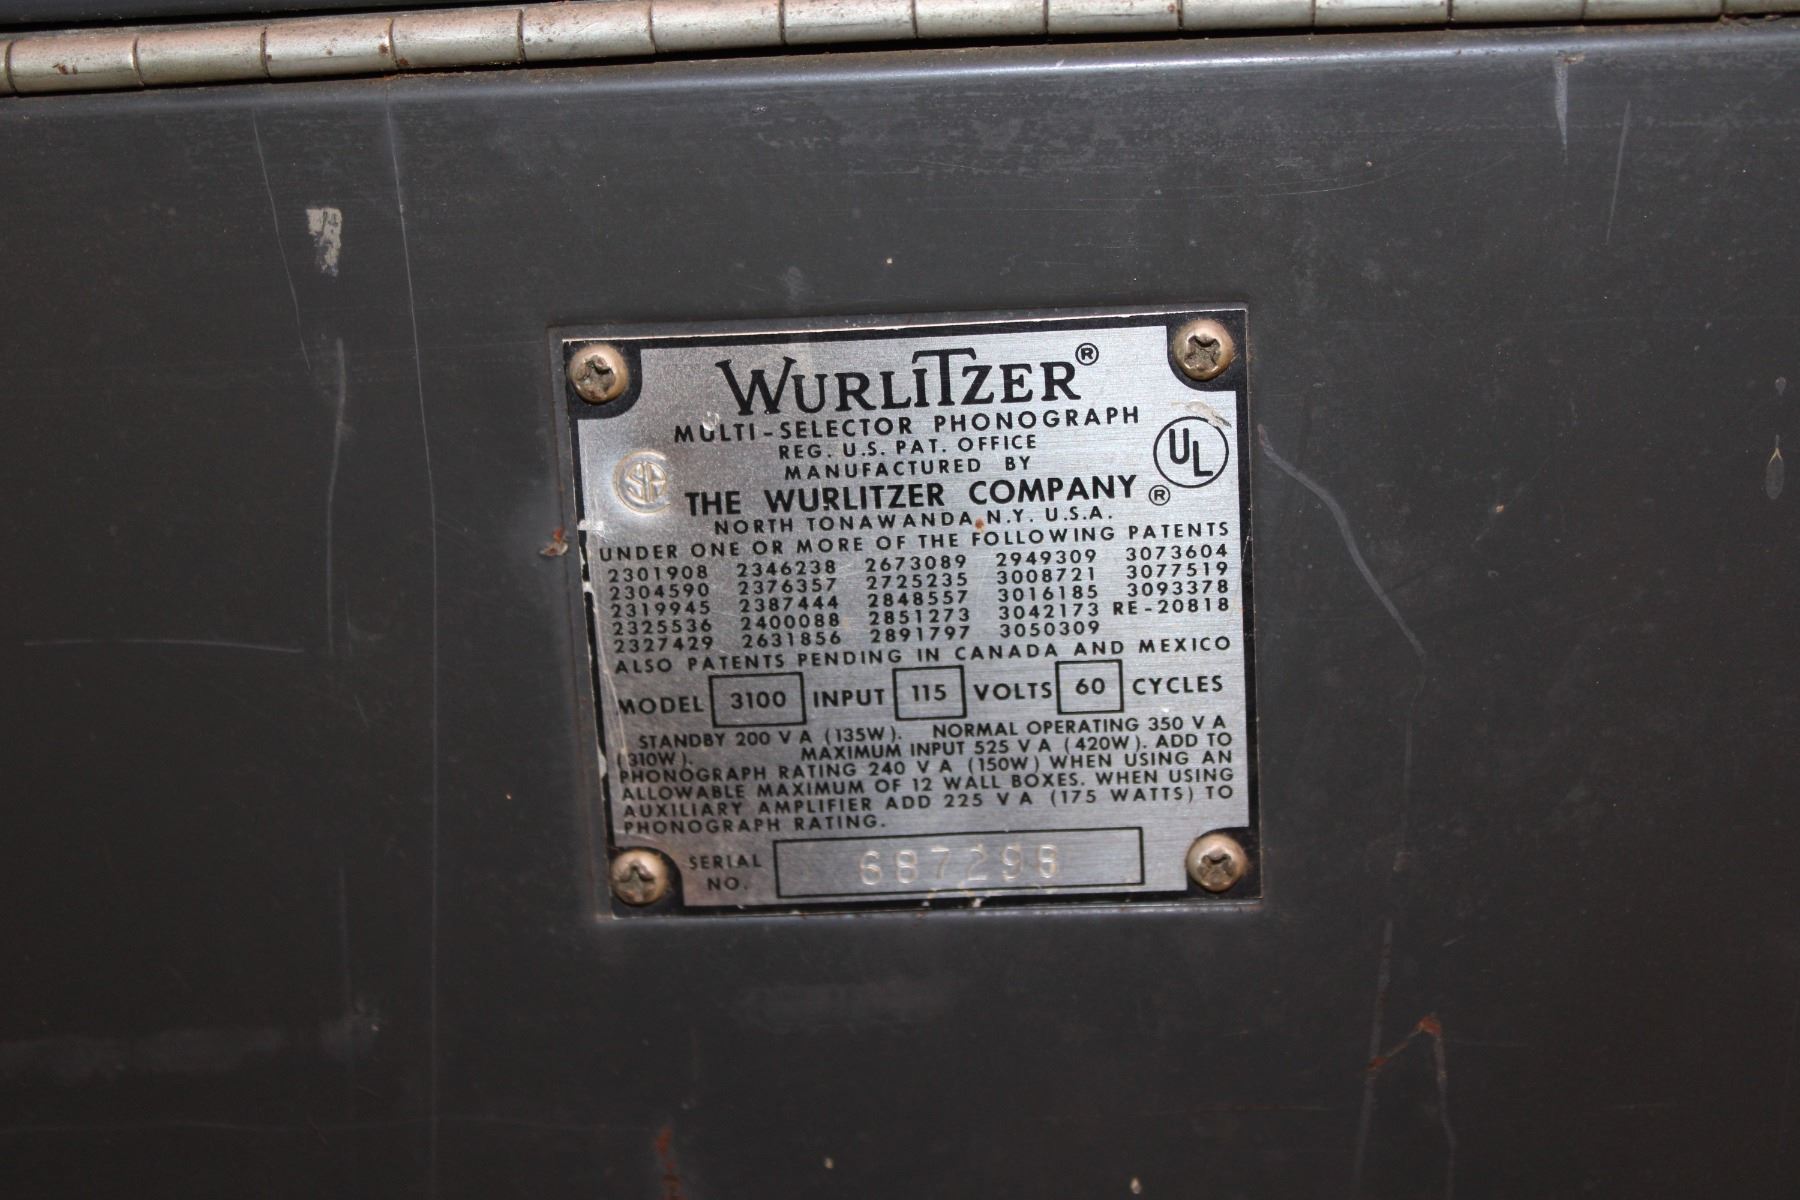 WURLITZER®
MULTI-SELECTOR PHONOGRAPH
REG. U.S. PAT. OFFICE
MANUFACTURED BY
UL
SA
THE WURLITZER COMPANY ®
NORTH TONAWANDA, N.Y. U.S.A.
UNDER ONE OR MORE OF THE FOLLOWING PATENTS
2301908 2346238 2673089 2949309 3073604
2304590 2376357 2725235 3008721 3077519
2319945 2387444 2848557 3016185 3093378
2325536 2400088 2851273 3042173 RE-20818
2327429 2631856 2891797 3050309
ALSO PATENTS PENDING IN CANADA AND MEXICO
MODEL 3100 INPUT 115 VOLTS 60 CYCLES
STANDBY 200 V A (135W). NORMAL OPERATING 350 V A
(310W). MAXIMUM INPUT 525 V A (420W). ADD TO
PHONOGRAPH RATING 240 V A (150W) WHEN USING AN
ALLOWABLE MAXIMUM OF 12 WALL BOXES. WHEN USING
AUXILIARY AMPLIFIER ADD 225 V A (175 WATTS) TO
PHONOGRAPH RATING.
SERIAL NO. 687298